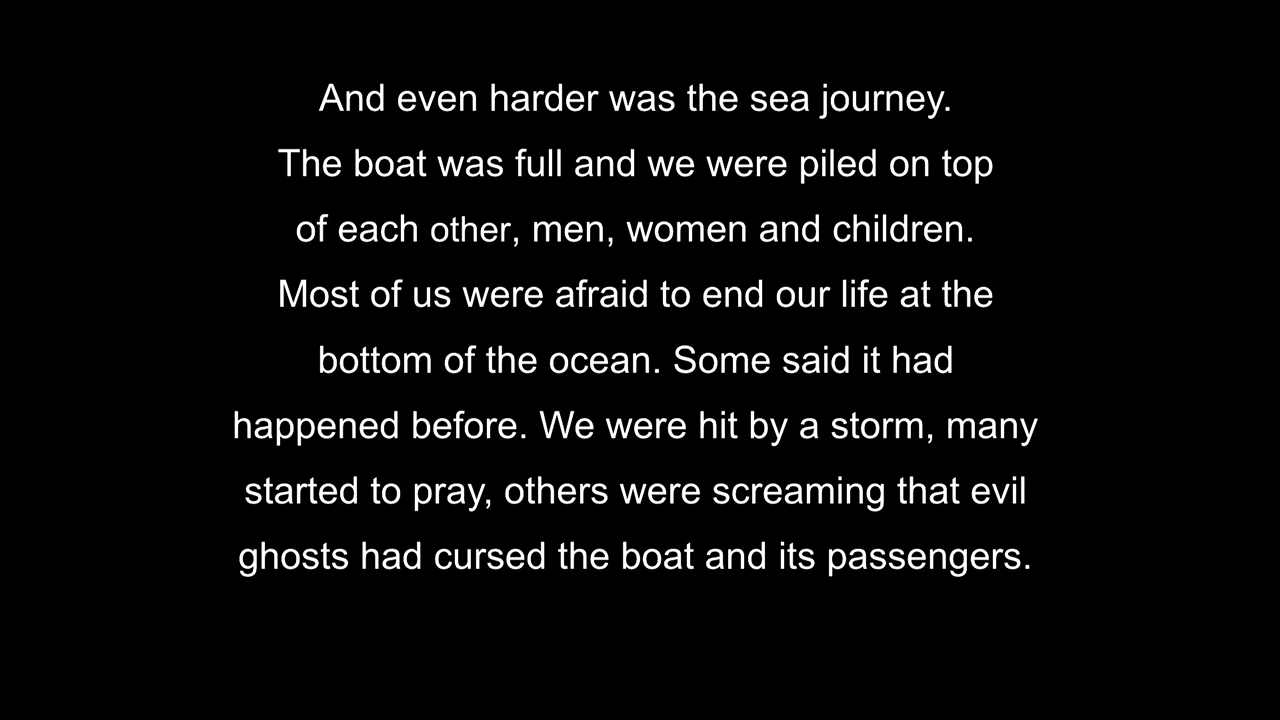 And even harder was the sea journey.
The boat was full and we were piled on top
of each other, men, women and children.
Most of us were afraid to end our life at the
bottom of the ocean. Some said it had
happened before. We were hit by a storm, many
started to pray, others were screaming that evil
ghosts had cursed the boat and its passengers.